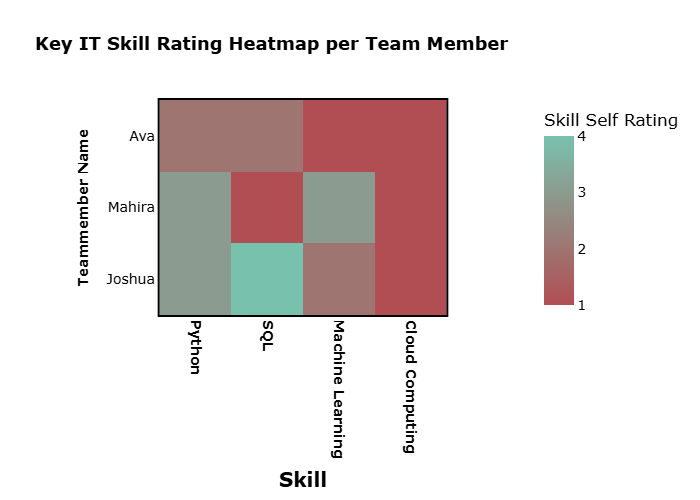 Key IT Skill Rating Heatmap per Team Member
Skill Self Rating
4
3
2
1
Teammember Name
Ava
Mahira
Joshua
Python
SQL
Machine Learning
Cloud Computing
Skill